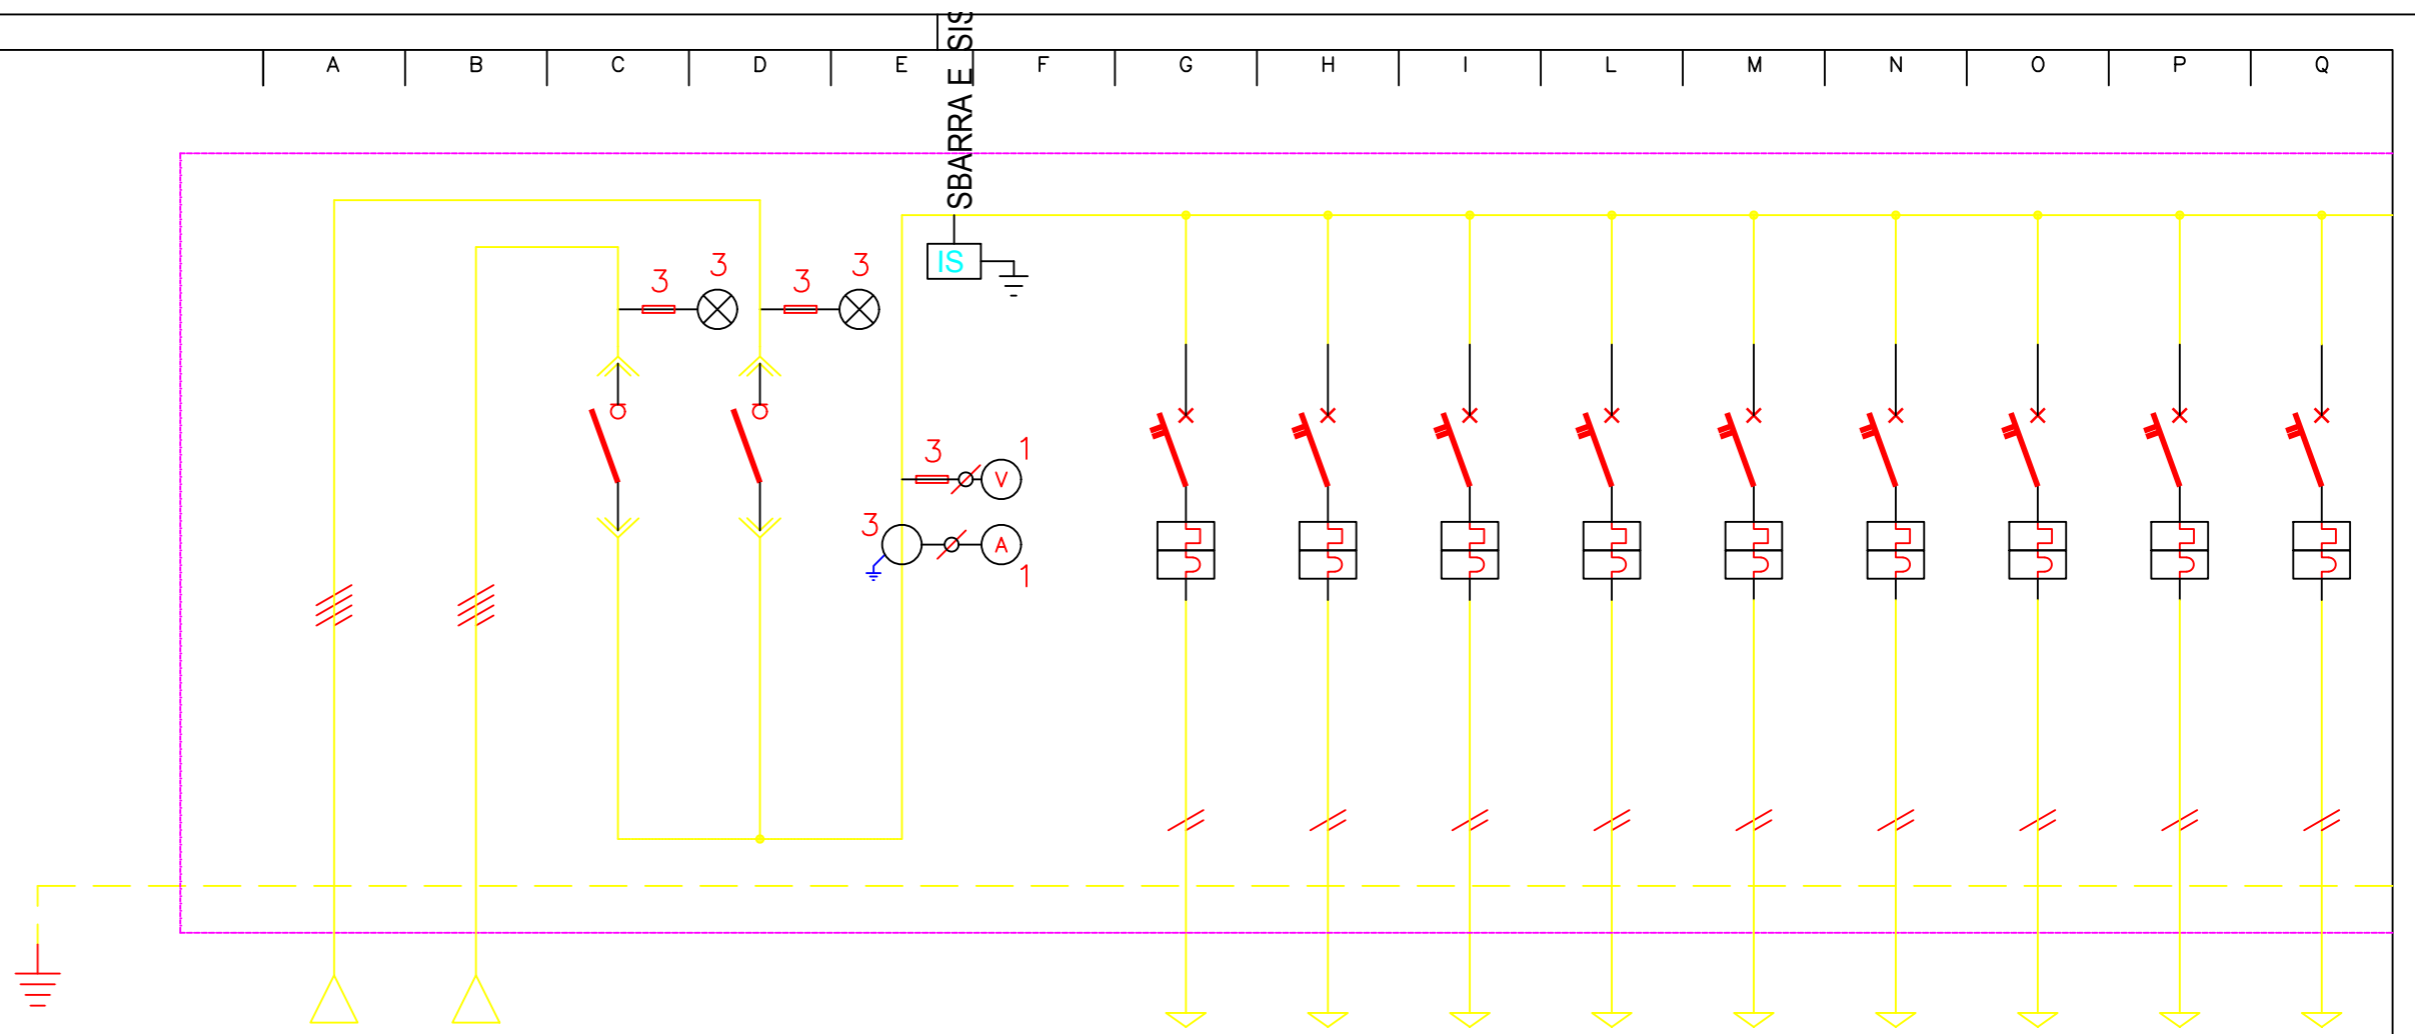 SBARRA E SIS
A B C D E F G H I L M N O P Q
IS
3 3 3 3
3 V 1
3 A 1